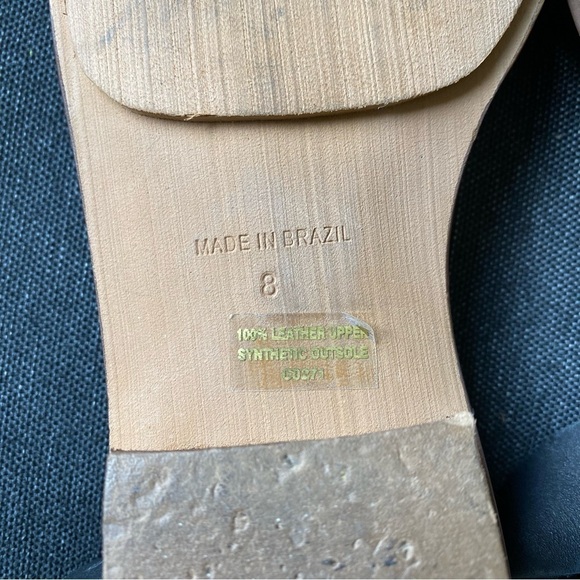 MADE IN BRAZIL
8
100% LEATHER UPPER
SYNTHETIC OUTSOLE